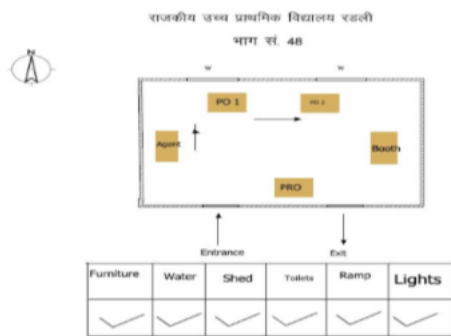 राजकीय उच्च प्राथमिक विद्यालय रडली
भाग सं. 48
N
W W
PO 1 PO 2
Agent Booth
PRO
Entrance Exit
Furniture Water Shed Toilets Ramp Lights